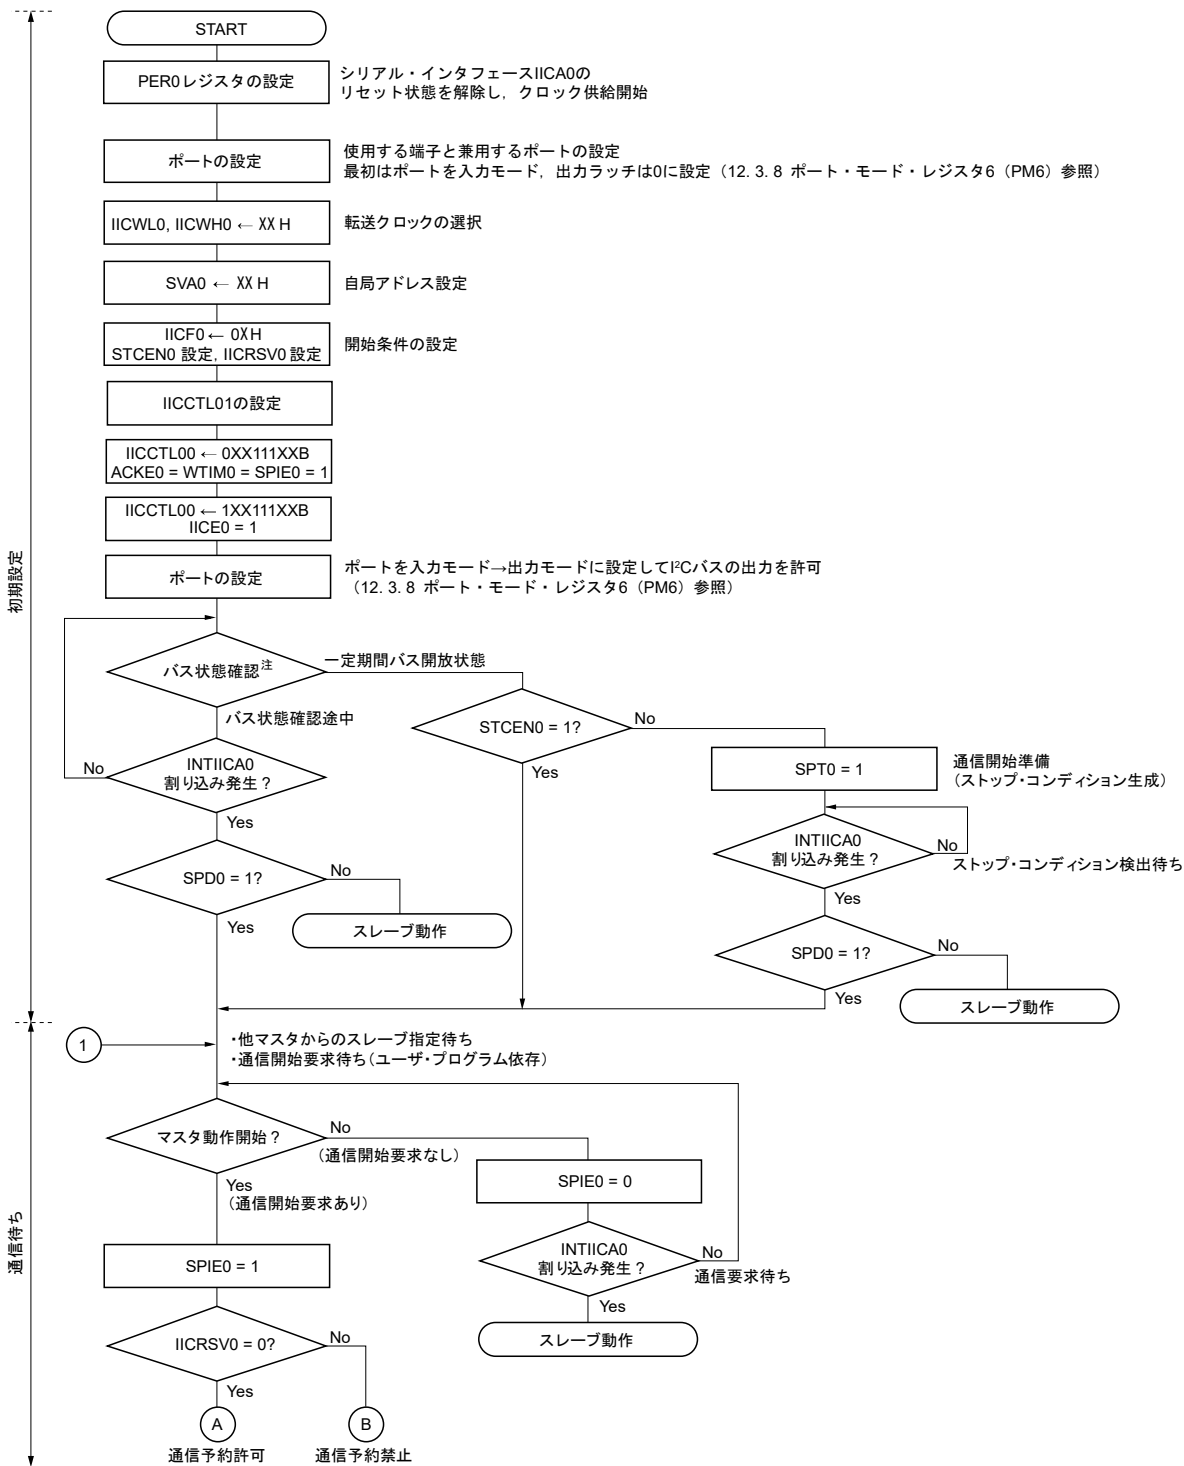 START
PER0レジスタの設定
シリアル・インタフェースIICA0の
リセット状態を解除し，クロック供給開始
ポートの設定
使用する端子と兼用するポートの設定
最初はポートを入力モード，出力ラッチは0に設定（12. 3. 8 ポート・モード・レジスタ6（PM6）参照）
IICWL0, IICWH0 ← XX H
転送クロックの選択
SVA0 ← XX H
自局アドレス設定
IICF0 ← 0XH
STCEN0 設定, IICRSV0 設定
開始条件の設定
IICCTL01の設定
IICCTL00 ← 0XX111XXB
ACKE0 = WTIM0 = SPIE0 = 1
IICCTL00 ← 1XX111XXB
IICE0 = 1
ポートの設定
ポートを入力モード→出力モードに設定してI²Cバスの出力を許可
（12. 3. 8 ポート・モード・レジスタ6（PM6）参照）
初期設定
バス状態確認注
一定期間バス開放状態
バス状態確認途中
STCEN0 = 1?
No
Yes
SPT0 = 1
通信開始準備
（ストップ・コンディション生成）
INTIICA0
割り込み発生？
No
Yes
INTIICA0
割り込み発生？
No
ストップ・コンディション検出待ち
Yes
SPD0 = 1?
No
Yes
スレーブ動作
SPD0 = 1?
No
Yes
スレーブ動作
1
・他マスタからのスレーブ指定待ち
・通信開始要求待ち（ユーザ・プログラム依存）
通信待ち
マスタ動作開始？
No
（通信開始要求なし）
Yes
（通信開始要求あり）
SPIE0 = 0
INTIICA0
割り込み発生？
No
通信要求待ち
Yes
スレーブ動作
SPIE0 = 1
IICRSV0 = 0?
No
Yes
A
通信予約許可
B
通信予約禁止